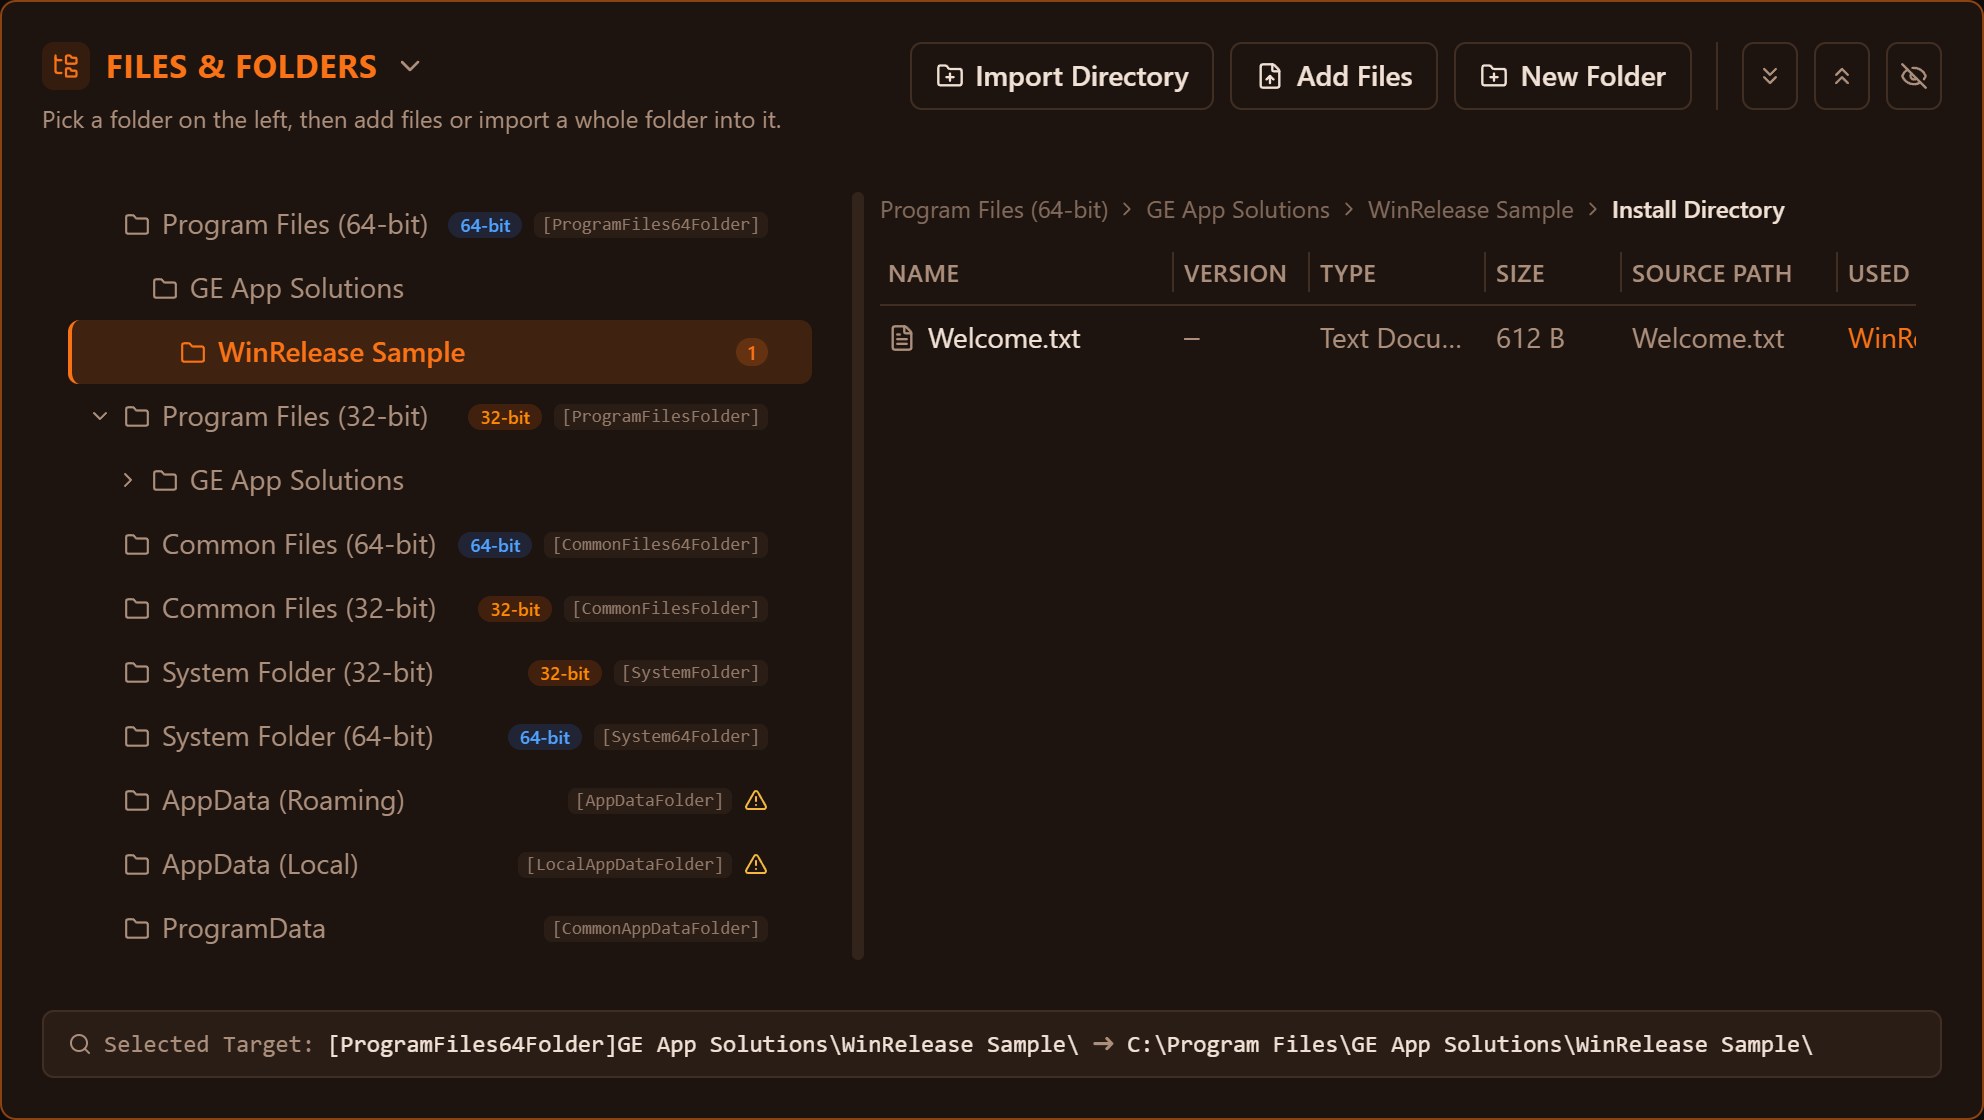 FILES & FOLDERS
Import Directory
Add Files
New Folder
Pick a folder on the left, then add files or import a whole folder into it.
Program Files (64-bit) 64-bit [ProgramFiles64Folder]
GE App Solutions
WinRelease Sample 1
Program Files (32-bit) 32-bit [ProgramFilesFolder]
GE App Solutions
Common Files (64-bit) 64-bit [CommonFiles64Folder]
Common Files (32-bit) 32-bit [CommonFilesFolder]
System Folder (32-bit) 32-bit [SystemFolder]
System Folder (64-bit) 64-bit [System64Folder]
AppData (Roaming) [AppDataFolder]
AppData (Local) [LocalAppDataFolder]
ProgramData [CommonAppDataFolder]
Program Files (64-bit) > GE App Solutions > WinRelease Sample > Install Directory
NAME VERSION TYPE SIZE SOURCE PATH USED
Welcome.txt – Text Docu... 612 B Welcome.txt WinR
Selected Target: [ProgramFiles64Folder]GE App Solutions\WinRelease Sample\ → C:\Program Files\GE App Solutions\WinRelease Sample\